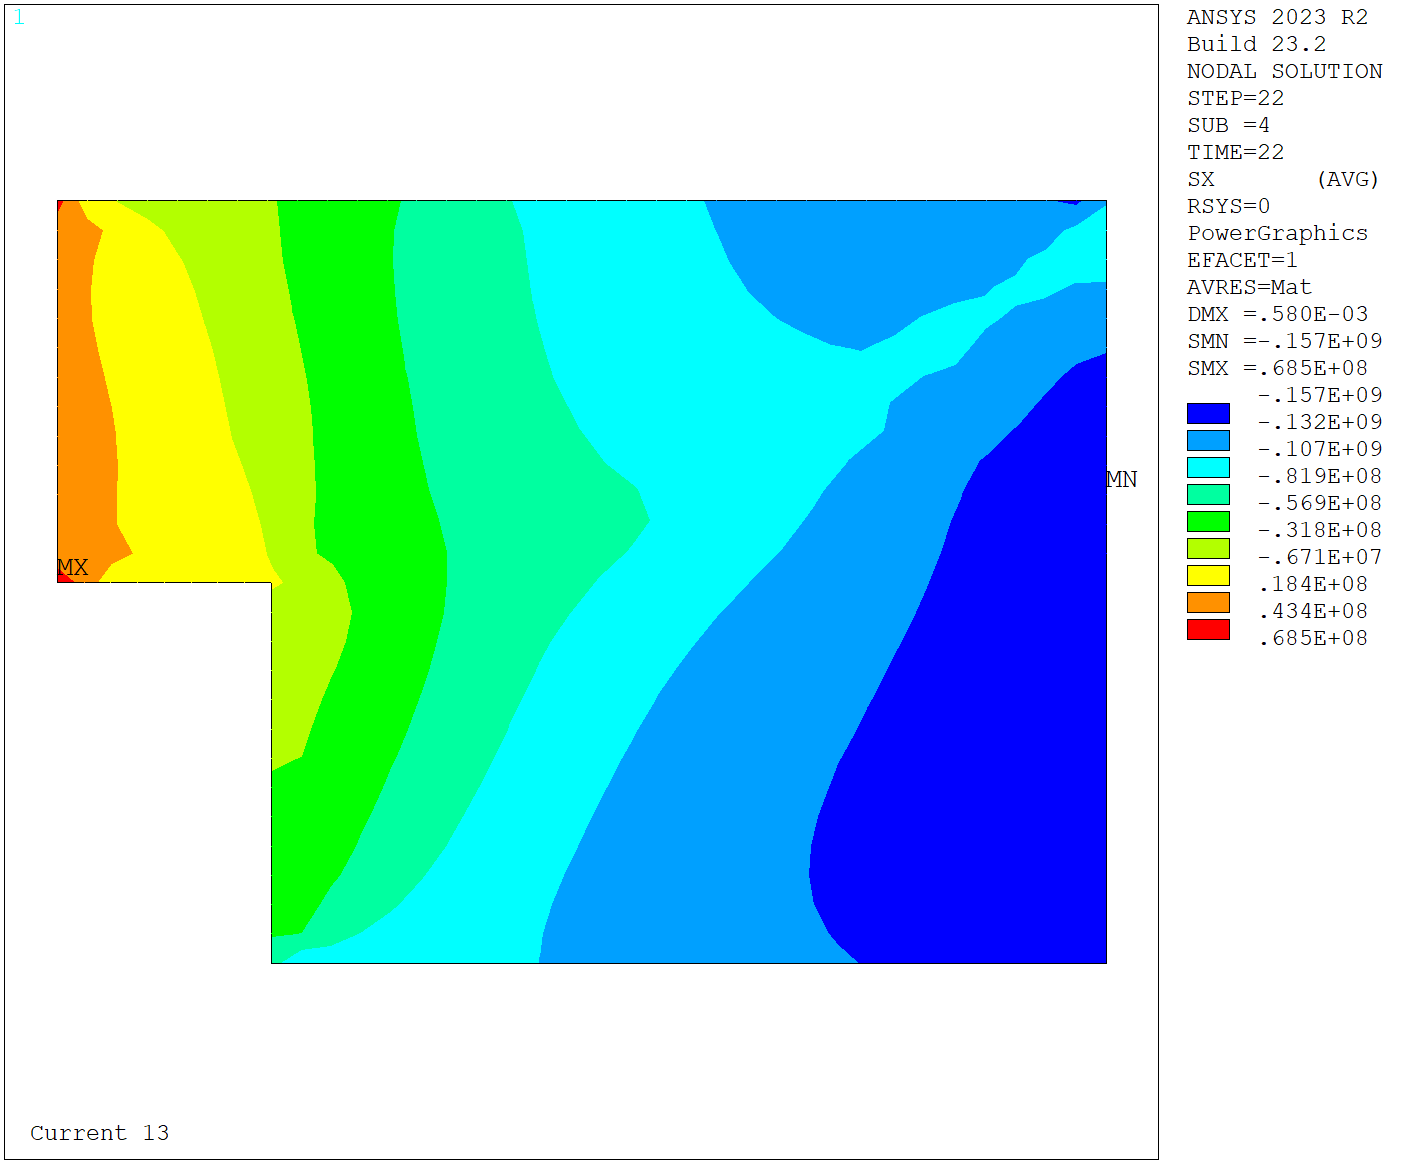 1
ANSYS 2023 R2
Build 23.2
NODAL SOLUTION
STEP=22
SUB =4
TIME=22
SX (AVG)
RSYS=0
PowerGraphics
EFACET=1
AVRES=Mat
DMX =.580E-03
SMN =-.157E+09
SMX =.685E+08
-.157E+09
-.132E+09
-.107E+09
-.819E+08
-.569E+08
-.318E+08
-.671E+07
.184E+08
.434E+08
.685E+08
MN
MX
Current 13